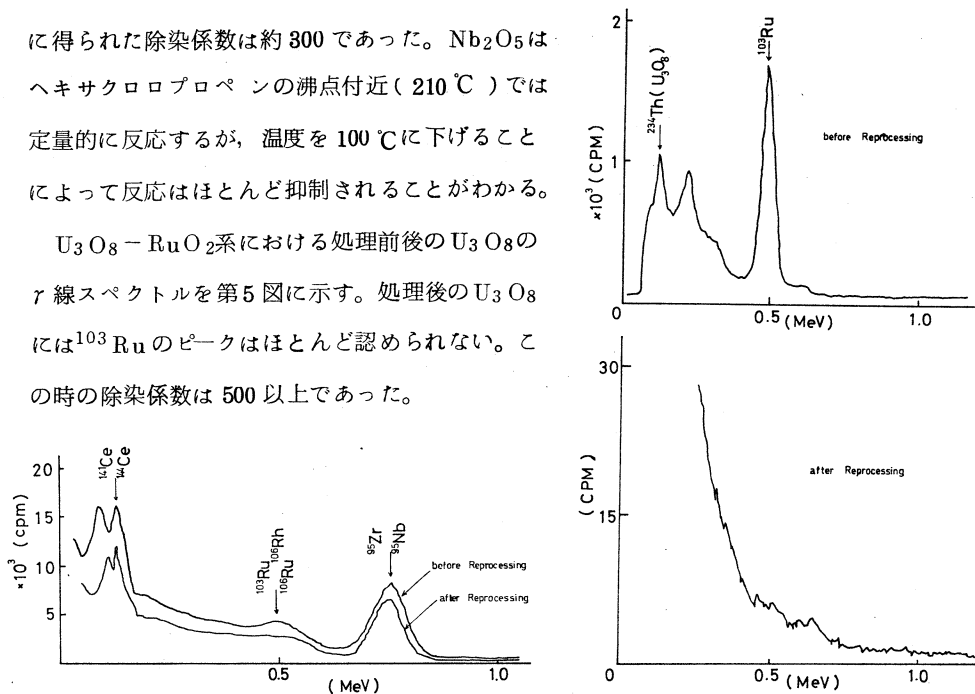 に得られた除染係数は約 300 であった。Nb₂O₅は
ヘキサクロロプロペンの沸点付近( 210 ℃ )では
定量的に反応するが, 温度を 100 ℃に下げること
によって反応はほとんど抑制されることがわかる。
U₃O₈−RuO₂系における処理前後のU₃O₈の
γ線スペクトルを第5図に示す。処理後のU₃O₈
には¹⁰³Ruのピークはほとんど認められない。こ
の時の除染係数は 500 以上であった。
×10³ (CPM)
2
1
²³⁴Th(U₃O₈)
¹⁰³Ru
before Reprocessing
0
0.5
(MeV)
1.0
(CPM)
30
15
after Reprocessing
0
0.5
(MeV)
1.0
×10³ (cpm)
20
15
10
5
¹⁴¹Ce
¹⁴⁴Ce
¹⁰³Ru ¹⁰⁶Rh
¹⁰⁶Ru
⁹⁵Zr
⁹⁵Nb
before Reprocessing
after Reprocessing
0.5
(MeV)
1.0